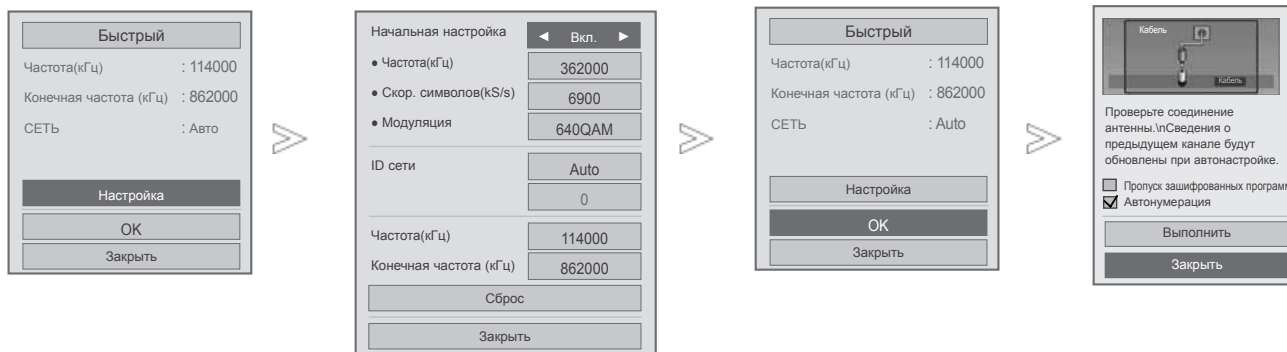 Быстрый
Частота(кГц) : 114000
Конечная частота (кГц) : 862000
СЕТЬ : Авто
Настройка
OK
Закрыть
Начальная настройка ◄ Вкл. ►
● Частота(кГц) 362000
● Скор. символов(kS/s) 6900
● Модуляция 640QAM
ID сети Auto
0
Частота(кГц) 114000
Конечная частота (кГц) 862000
Сброс
Закрыть
Быстрый
Частота(кГц) : 114000
Конечная частота (кГц) : 862000
СЕТЬ : Auto
Настройка
OK
Закрыть
Кабель
Кабель
Проверьте соединение
антенны.\nСведения о
предыдущем канале будут
обновлены при автонастройке.
Пропуск зашифрованных программ
Автонумерация
Выполнить
Закрыть